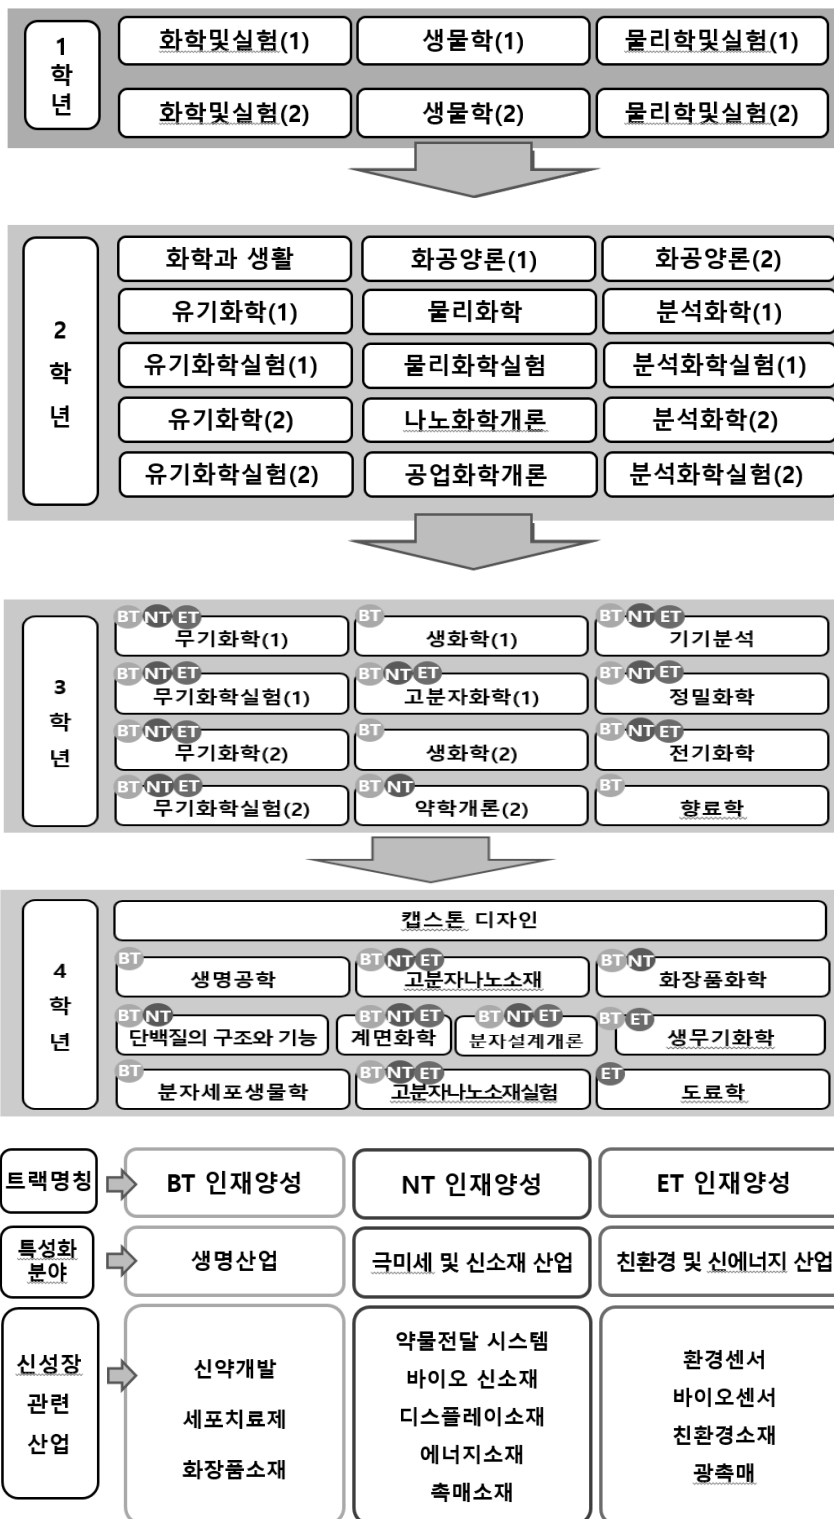 1
학
년
화학및실험(1)
생물학(1)
물리학및실험(1)
화학및실험(2)
생물학(2)
물리학및실험(2)
2
학
년
화학과 생활
화공양론(1)
화공양론(2)
유기화학(1)
물리화학
분석화학(1)
유기화학실험(1)
물리화학실험
분석화학실험(1)
유기화학(2)
나노화학개론
분석화학(2)
유기화학실험(2)
공업화학개론
분석화학실험(2)
3
학
년
BT NT ET
무기화학(1)
BT
생화학(1)
BT NT ET
기기분석
BT NT ET
무기화학실험(1)
BT NT ET
고분자화학(1)
BT NT ET
정밀화학
BT NT ET
무기화학(2)
BT
생화학(2)
BT NT ET
전기화학
BT NT ET
무기화학실험(2)
BT NT
약학개론(2)
BT
향료학
4
학
년
캡스톤 디자인
BT
생명공학
BT NT ET
고분자나노소재
BT NT
화장품화학
BT NT
단백질의 구조와 기능
BT NT ET
계면화학
BT NT ET
분자설계개론
BT ET
생무기화학
BT
분자세포생물학
BT NT ET
고분자나노소재실험
ET
도료학
트랙명칭
BT 인재양성
NT 인재양성
ET 인재양성
특성화
분야
생명산업
극미세 및 신소재 산업
친환경 및 신에너지 산업
신성장
관련
산업
신약개발
세포치료제
화장품소재
약물전달 시스템
바이오 신소재
디스플레이소재
에너지소재
촉매소재
환경센서
바이오센서
친환경소재
광촉매